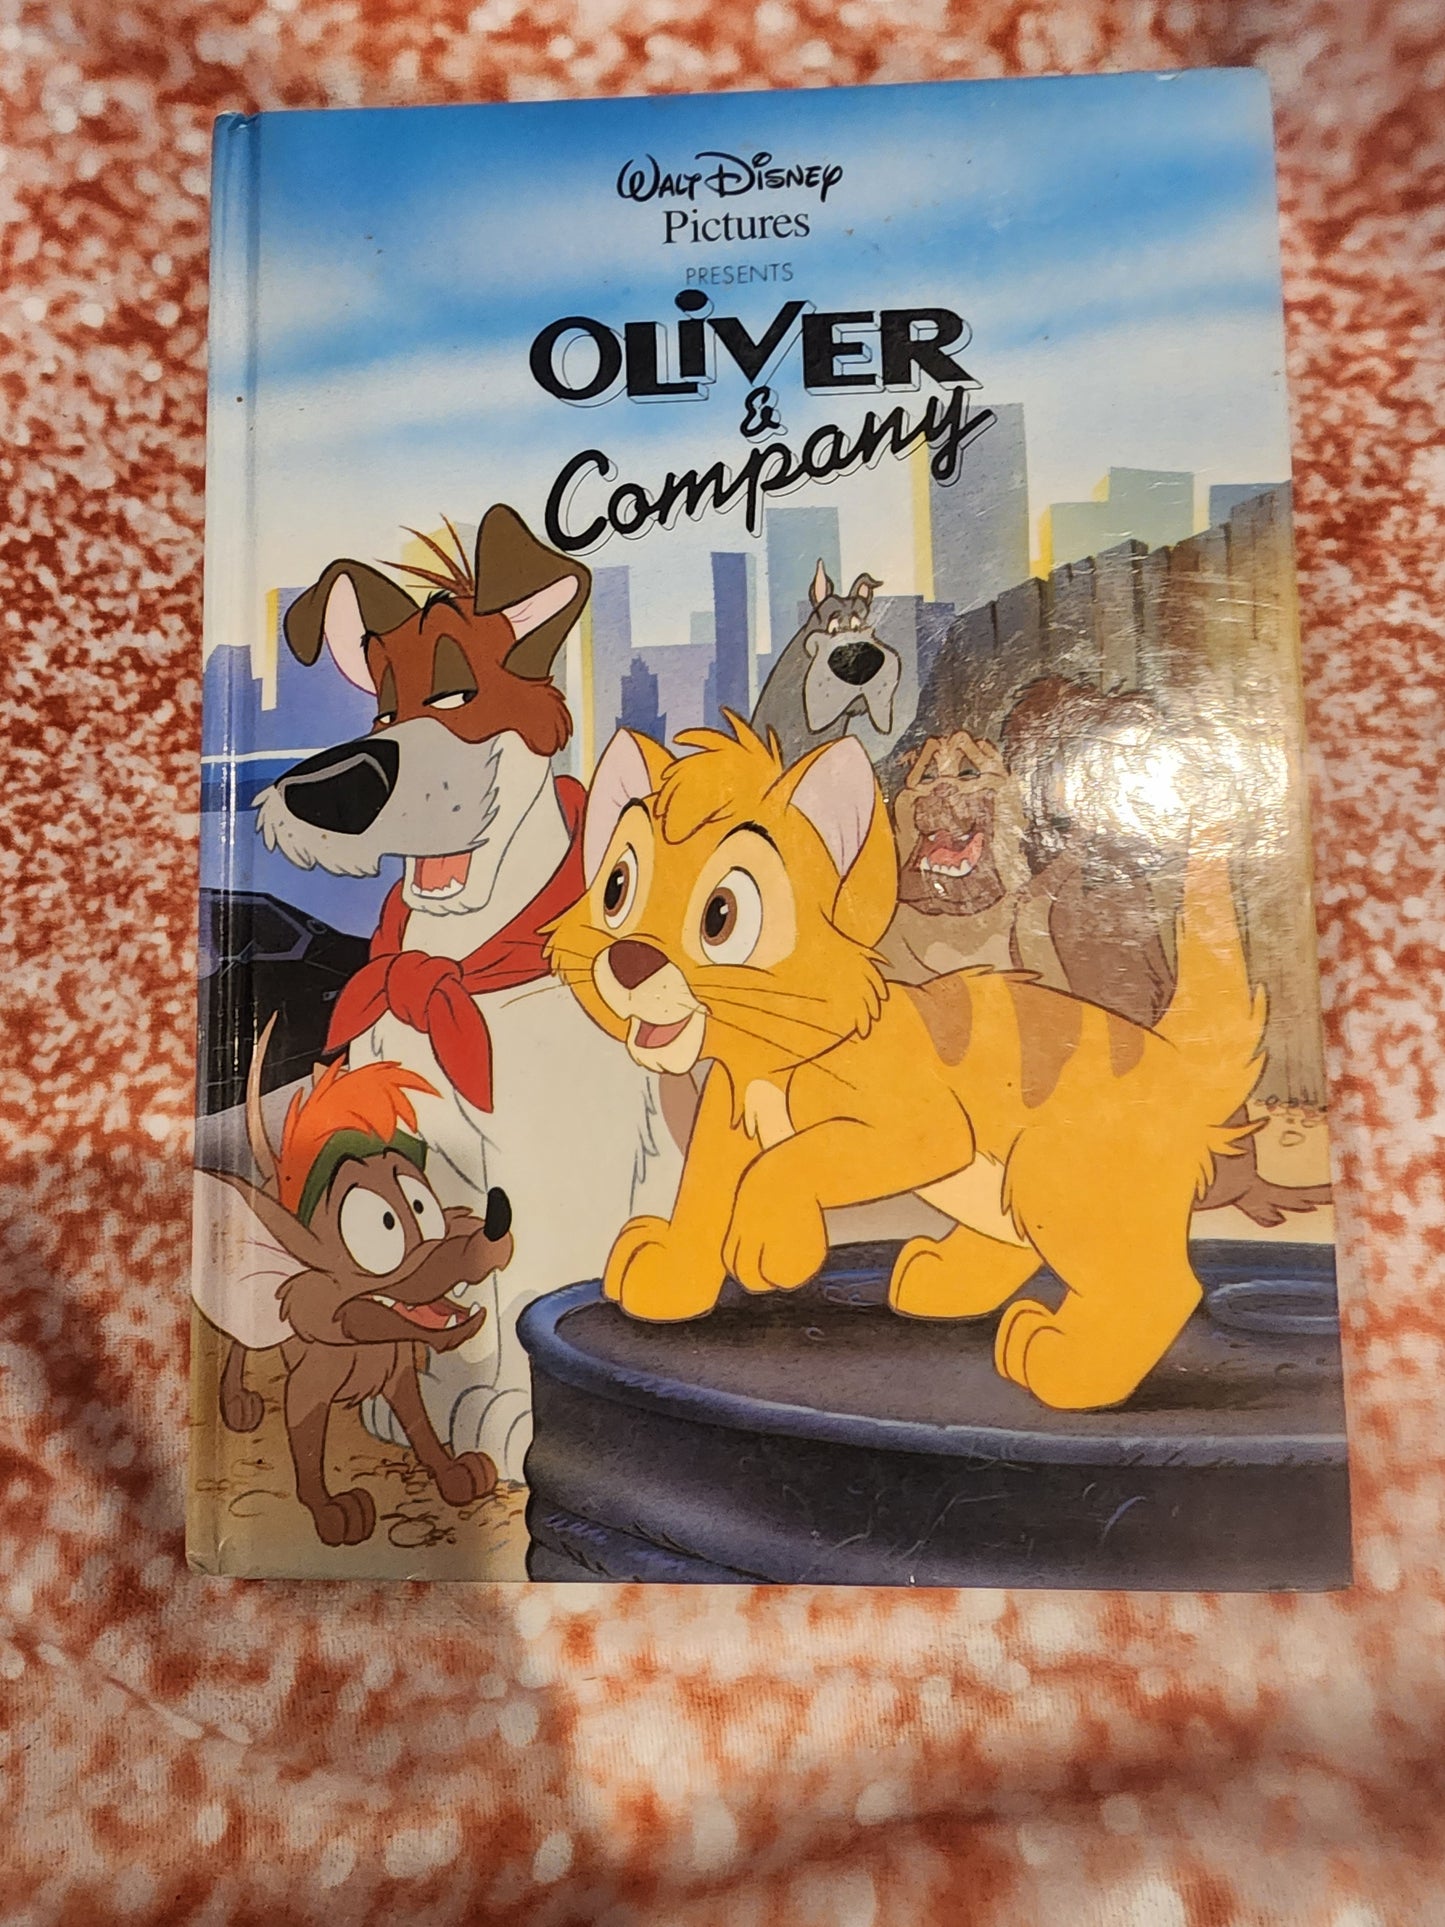 WALT DISNEY
Pictures
PRESENTS
OLiVER
&
Company